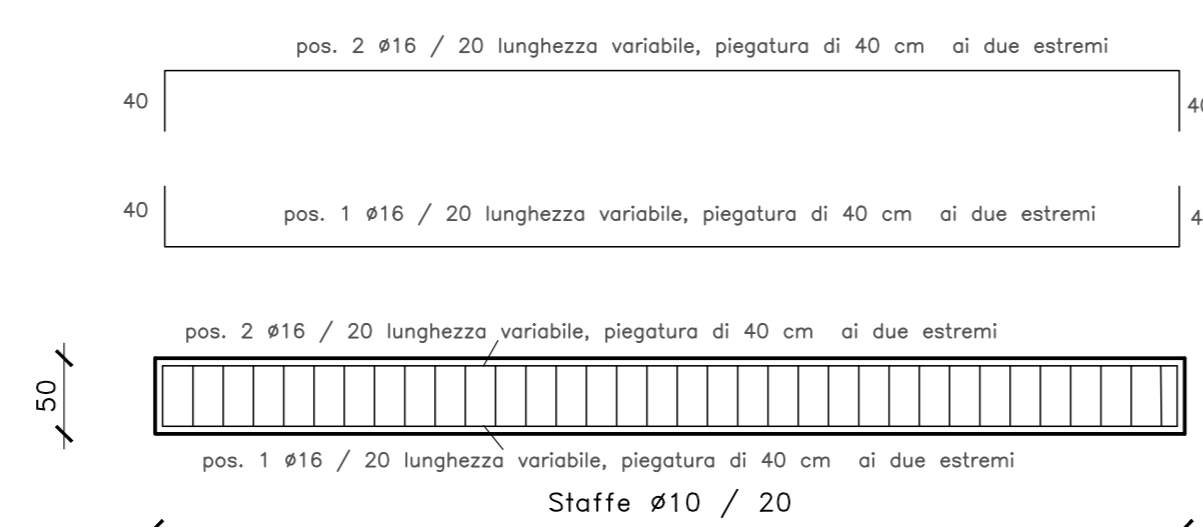 pos. 2 ø16 / 20 lunghezza variabile, piegatura di 40 cm ai due estremi
40
40
40
pos. 1 ø16 / 20 lunghezza variabile, piegatura di 40 cm ai due estremi
4
pos. 2 ø16 / 20 lunghezza variabile, piegatura di 40 cm ai due estremi
50
pos. 1 ø16 / 20 lunghezza variabile, piegatura di 40 cm ai due estremi
Staffe ø10 / 20